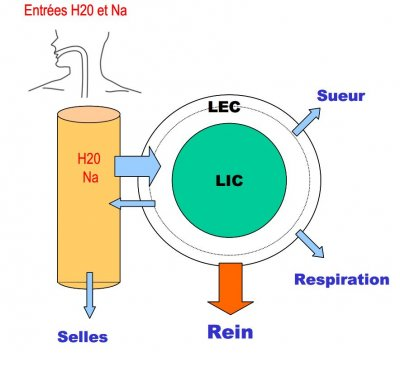 Entrées H20 et Na
LEC
Sueur
H20
Na
LIC
Respiration
Selles
Rein